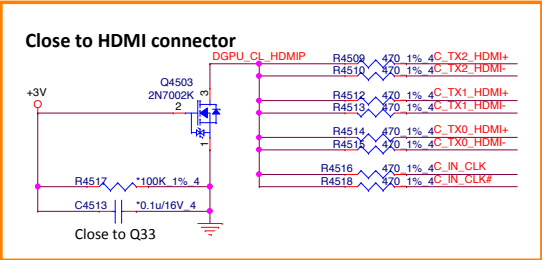 Close to HDMI connector
DGPU_CL_HDMIP
R4509 470_1%_4 C_TX2_HDMI+
R4510 470_1%_4 C_TX2_HDMI-
Q4503
2N7002K
+3V
3
2
1
R4512 470_1%_4 C_TX1_HDMI+
R4513 470_1%_4 C_TX1_HDMI-
R4514 470_1%_4 C_TX0_HDMI+
R4515 470_1%_4 C_TX0_HDMI-
R4516 470_1%_4 C_IN_CLK
R4518 470_1%_4 C_IN_CLK#
R4517 *100K_1%_4
C4513 *0.1u/16V_4
Close to Q33